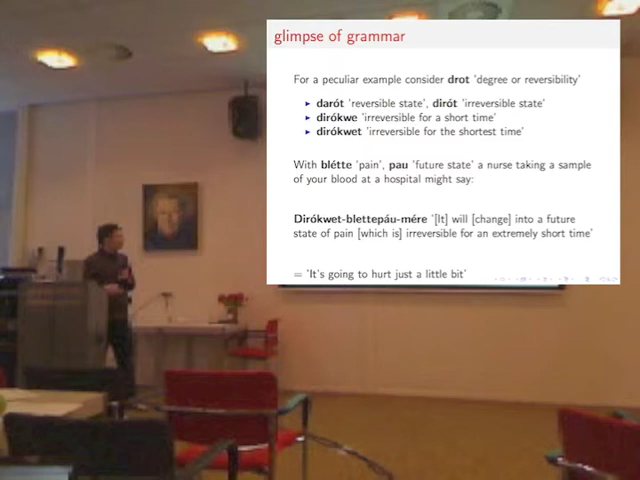 glimpse of grammar
For a peculiar example consider drot 'degree or reversibility'
▸ darót 'reversible state', dirót 'irreversible state'
▸ dirókwe 'irreversible for a short time'
▸ dirókwet 'irreversible for the shortest time'
With blétte 'pain', pau 'future state' a nurse taking a sample
of your blood at a hospital might say:
Dirókwet-blettepáu-mére '[It] will [change] into a future
state of pain [which is] irreversible for an extremely short time'
= 'It's going to hurt just a little bit'